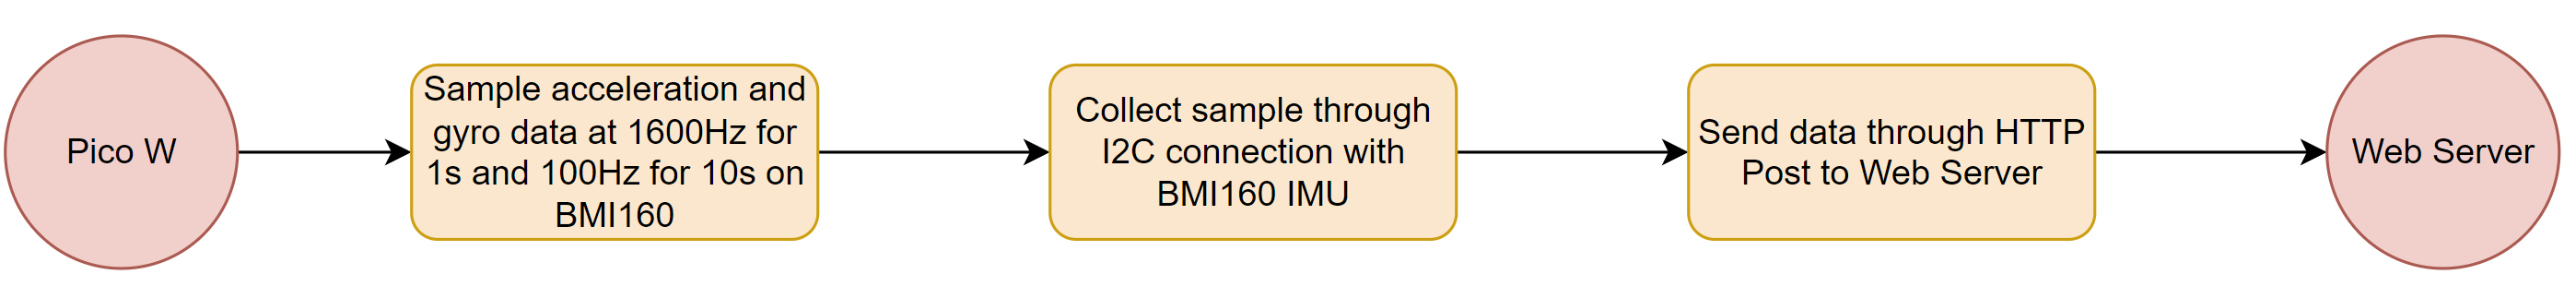 Pico W
Sample acceleration and
gyro data at 1600Hz for
1s and 100Hz for 10s on
BMI160
Collect sample through
I2C connection with
BMI160 IMU
Send data through HTTP
Post to Web Server
Web Server